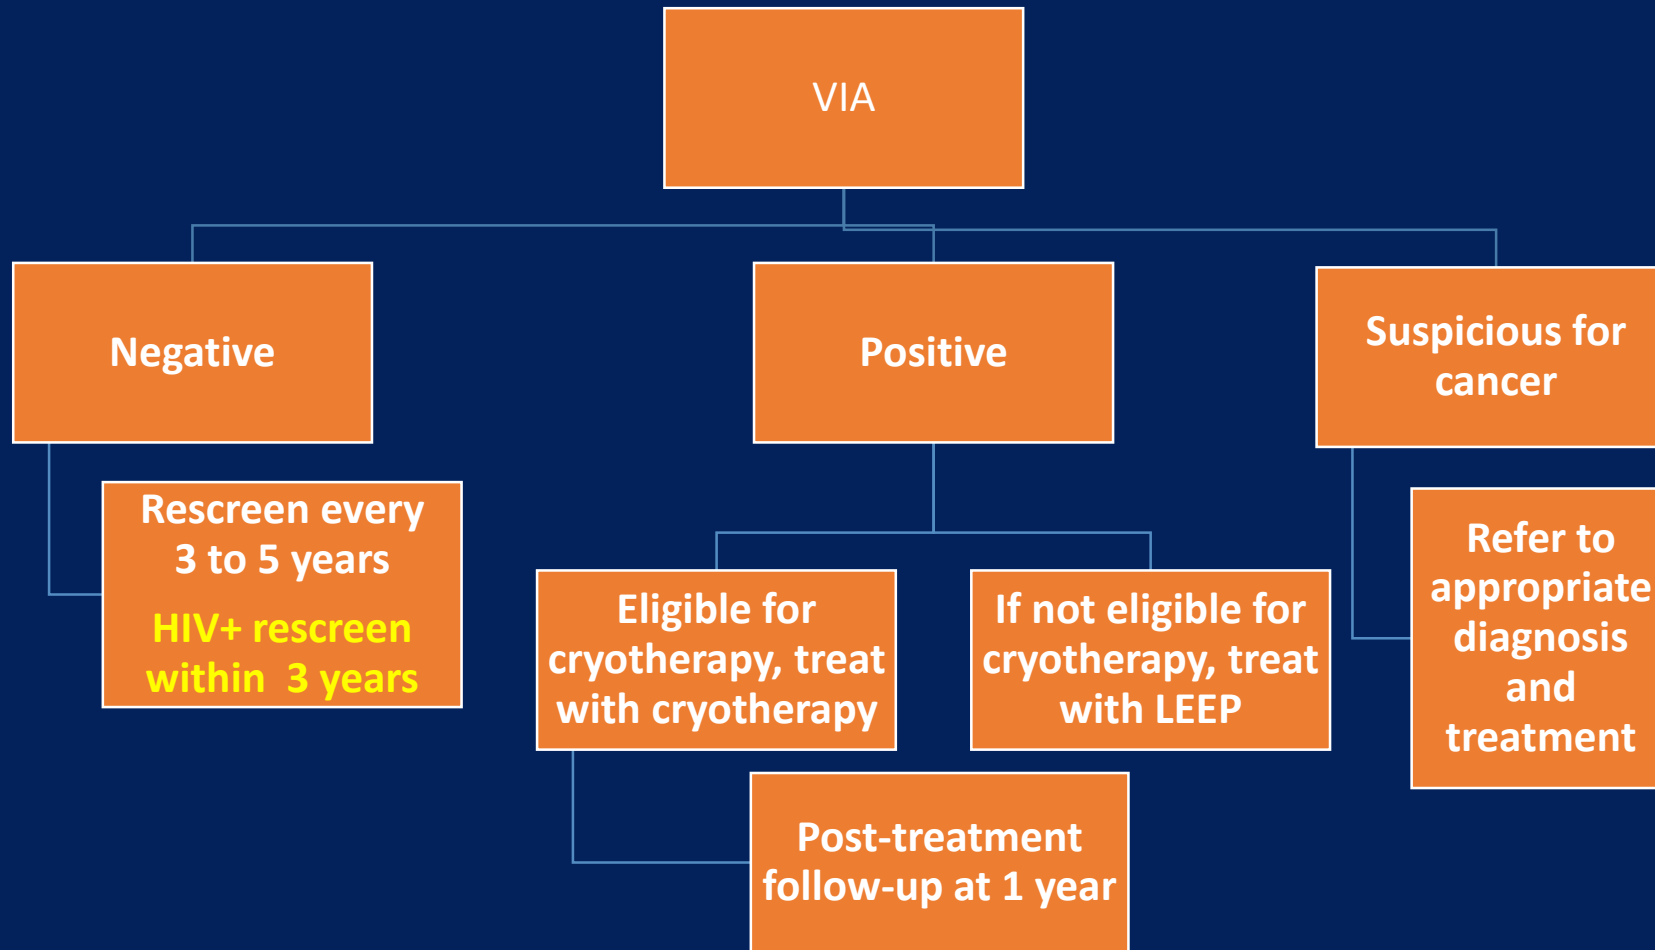 VIA
Negative
Positive
Suspicious for
cancer
Rescreen every
3 to 5 years
HIV+ rescreen
within 3 years
Eligible for
cryotherapy, treat
with cryotherapy
If not eligible for
cryotherapy, treat
with LEEP
Refer to
appropriate
diagnosis
and
treatment
Post-treatment
follow-up at 1 year